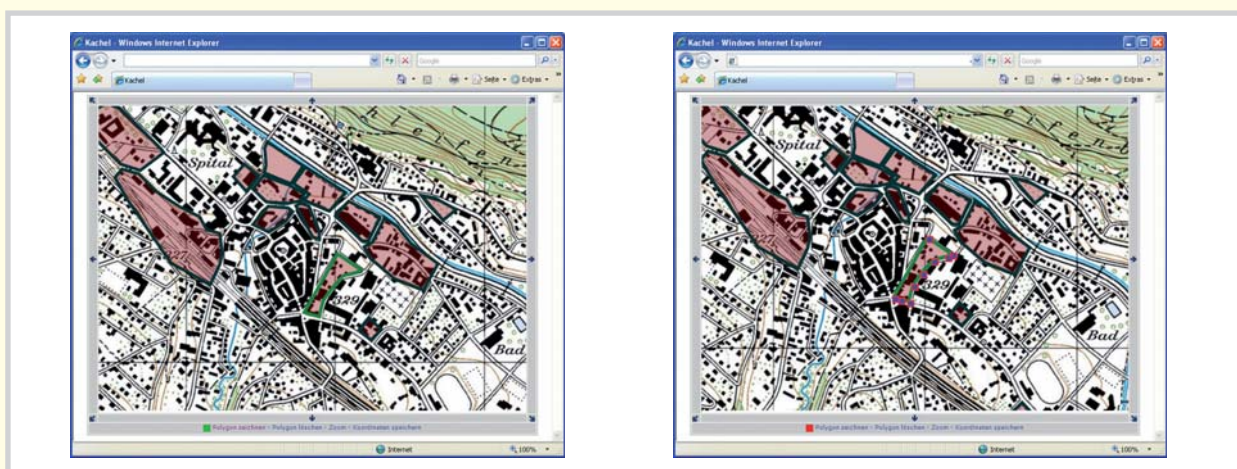 Kachel - Windows Internet Explorer
Google
Kachel
Seite
Extras
Spital
327
329
Bad
Polygon zeichnen - Polygon löschen - Zoom - Koordinaten speichern
Internet
100%
Kachel - Windows Internet Explorer
Google
Kachel
Seite
Extras
Spital
327
329
Bad
Polygon zeichnen - Polygon löschen - Zoom - Koordinaten speichern
Internet
100%